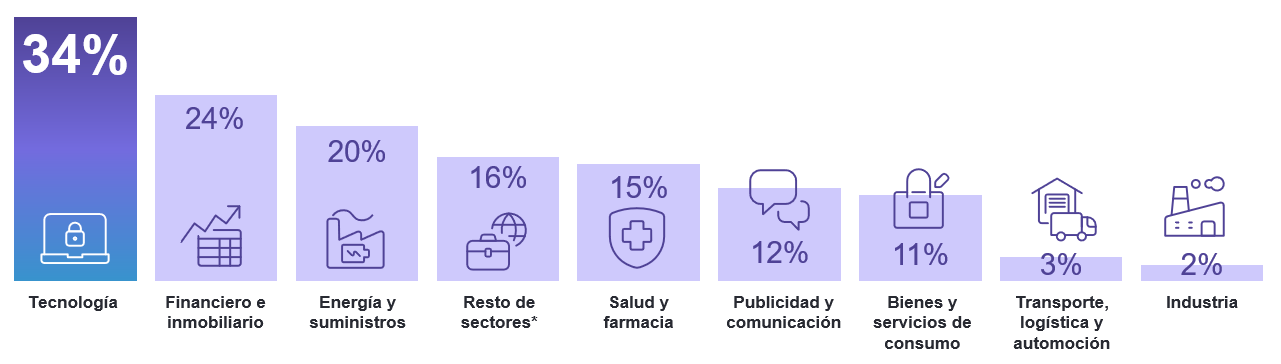 34%
24%
20%
16%
15%
12%
11%
3%
2%
Tecnología
Financiero e
inmobiliario
Energía y
suministros
Resto de
sectores*
Salud y
farmacia
Publicidad y
comunicación
Bienes y
servicios de
consumo
Transporte,
logística y
automoción
Industria